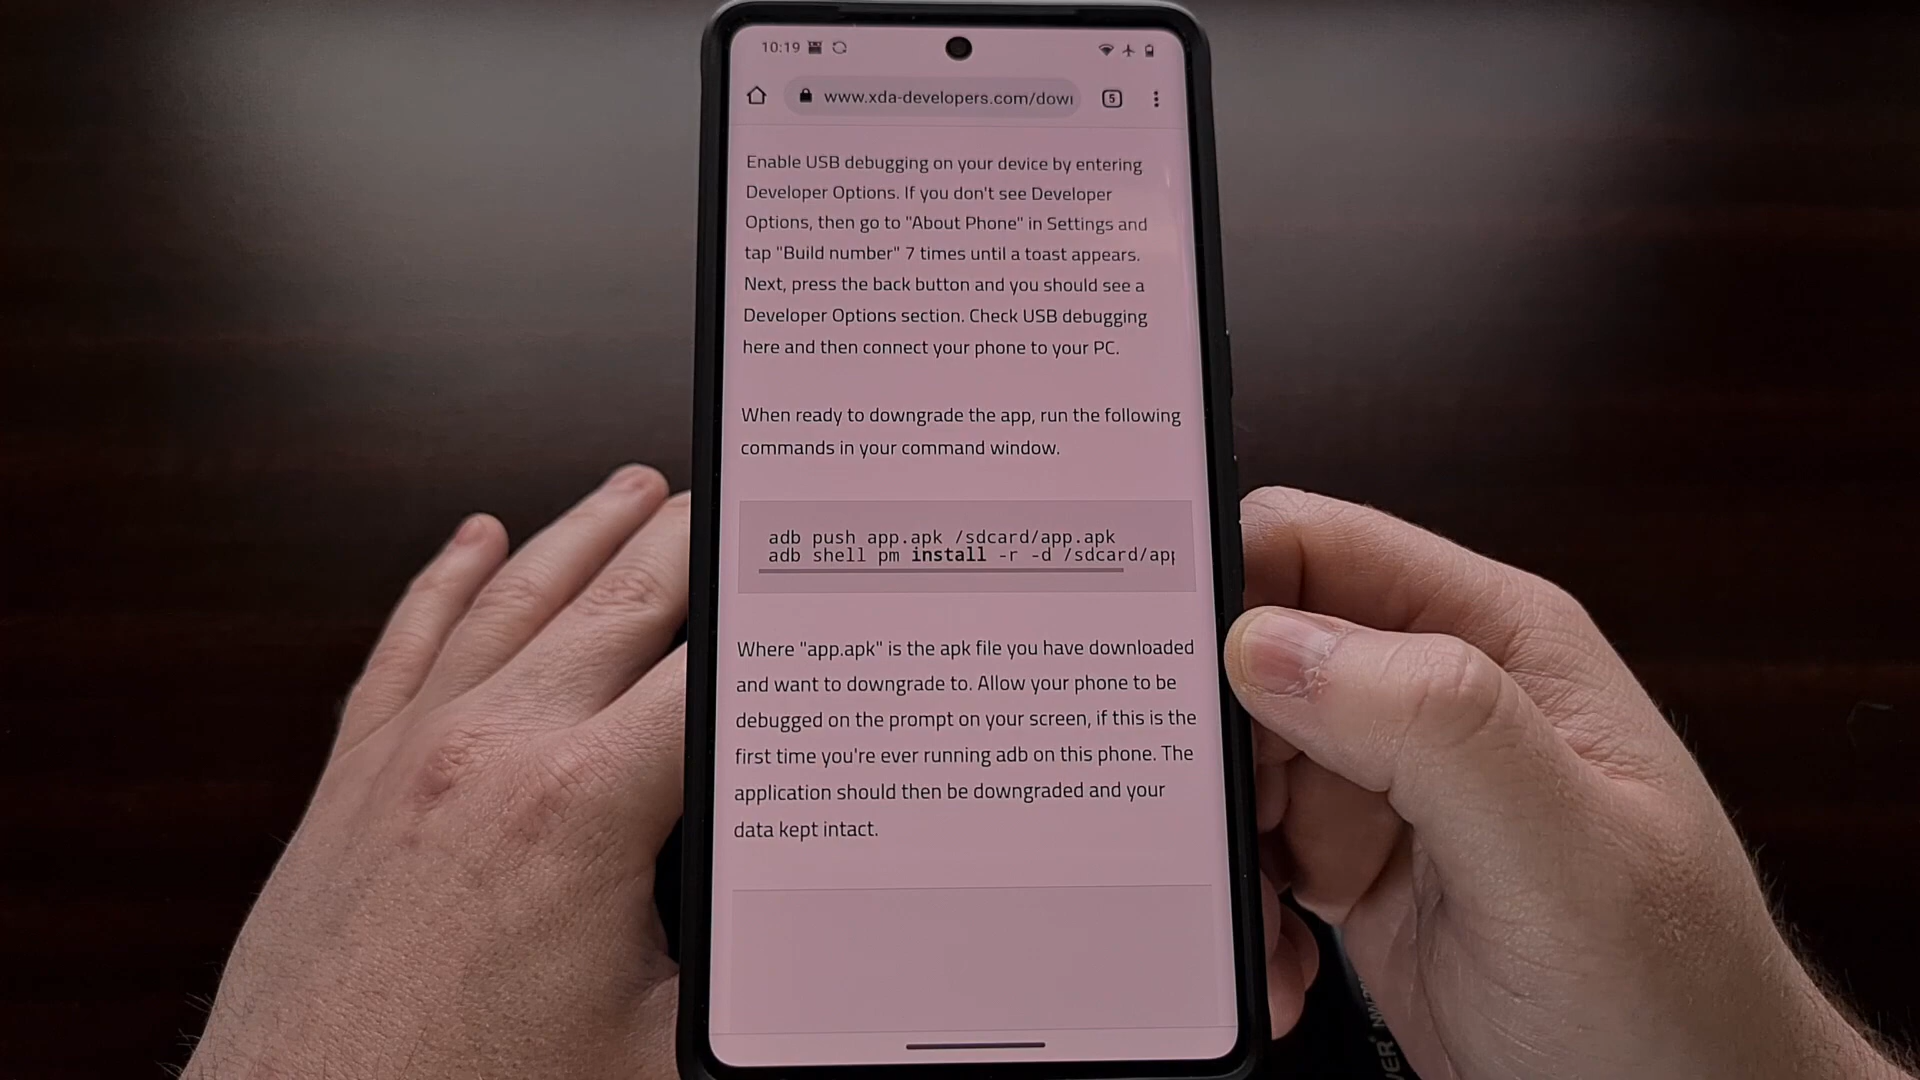 10:19
www.xda-developers.com/dow
5
Enable USB debugging on your device by entering
Developer Options. If you don't see Developer
Options, then go to "About Phone" in Settings and
tap "Build number" 7 times until a toast appears.
Next, press the back button and you should see a
Developer Options section. Check USB debugging
here and then connect your phone to your PC.
When ready to downgrade the app, run the following
commands in your command window.
adb push app.apk /sdcard/app.apk
adb shell pm install -r -d /sdcard/app
Where "app.apk" is the apk file you have downloaded
and want to downgrade to. Allow your phone to be
debugged on the prompt on your screen, if this is the
first time you're ever running adb on this phone. The
application should then be downgraded and your
data kept intact.